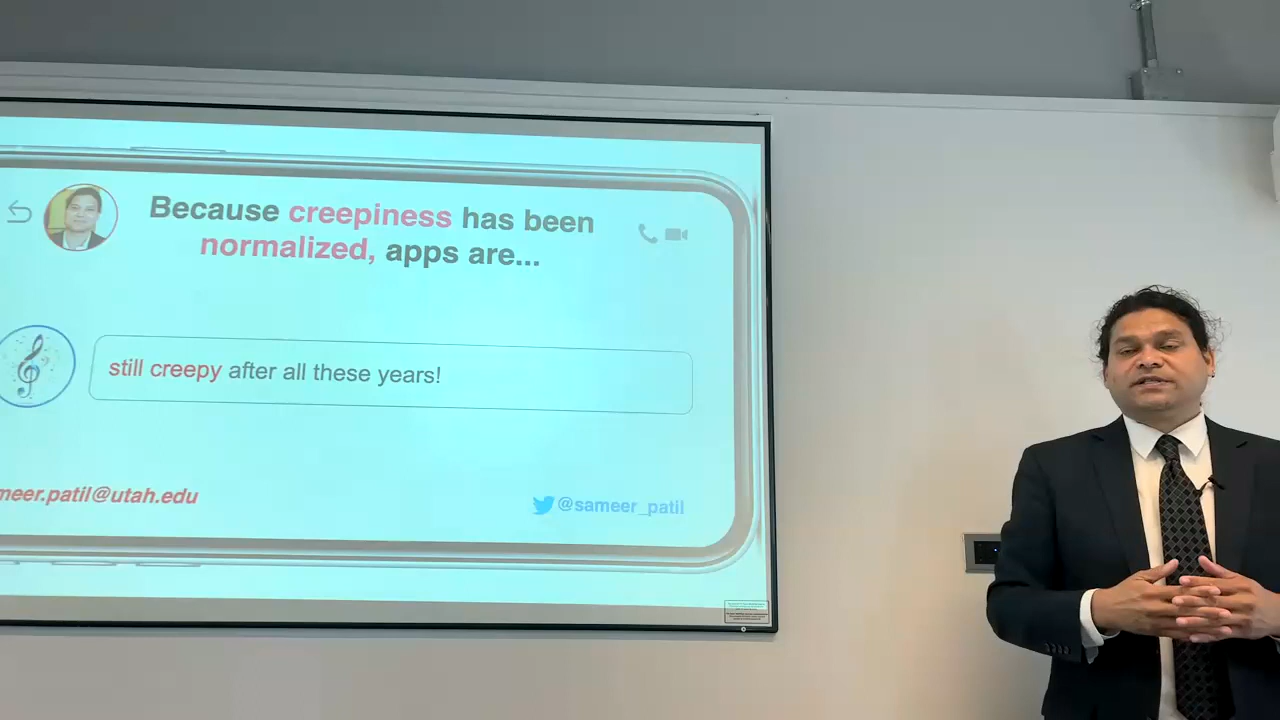 Because creepiness has been
normalized, apps are...
still creepy after all these years!
meer.patil@utah.edu
@sameer_patil